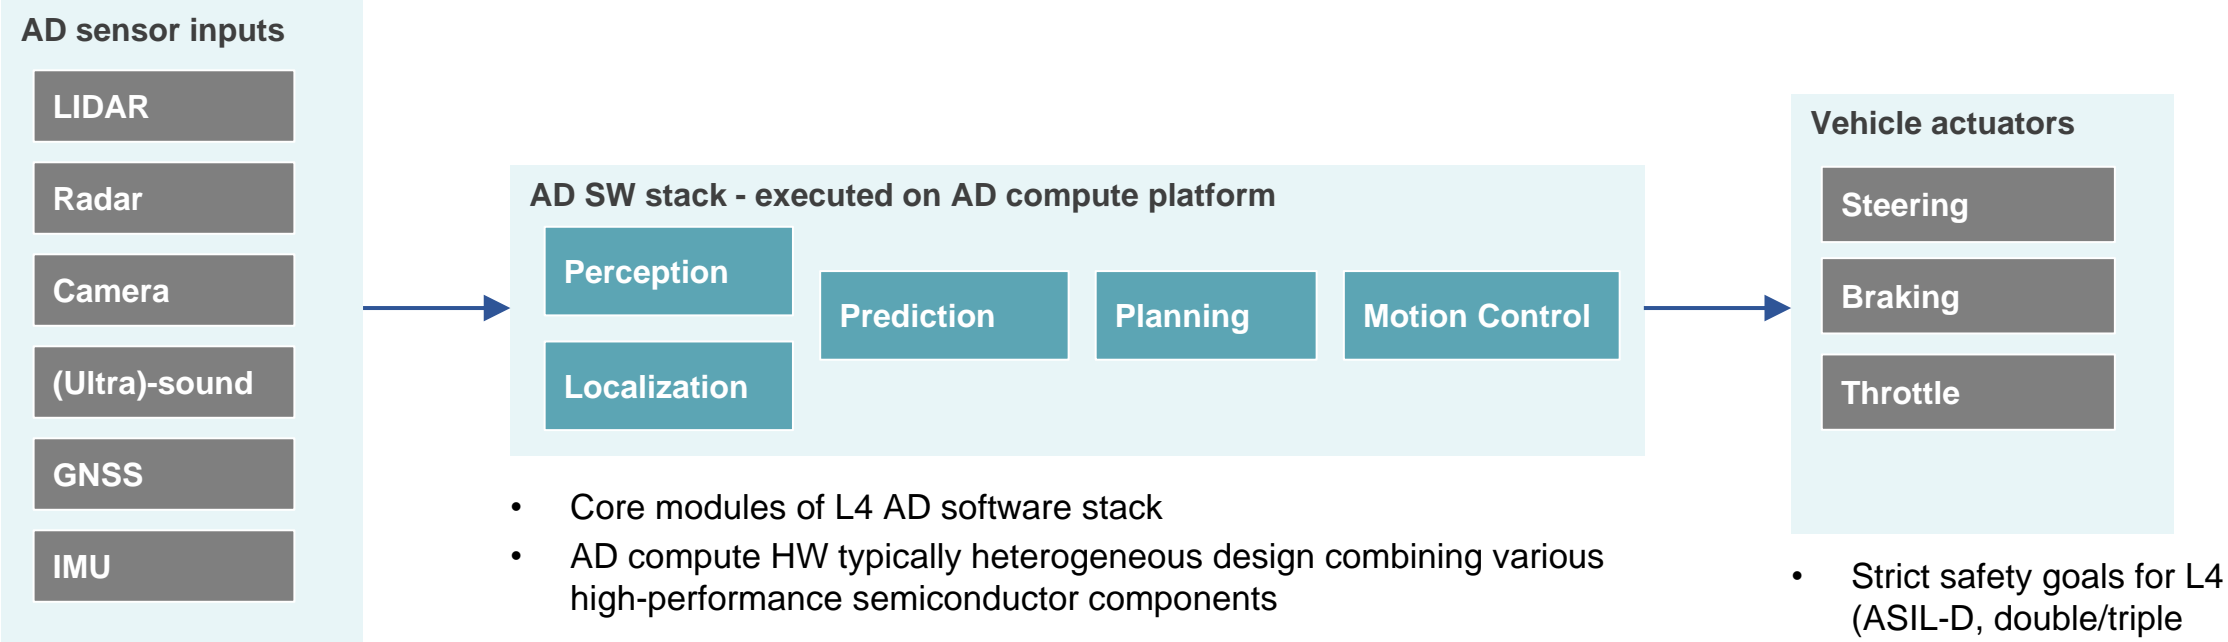 AD sensor inputs
LIDAR
Radar
Camera
(Ultra)-sound
GNSS
IMU
AD SW stack - executed on AD compute platform
Perception
Localization
Prediction
Planning
Motion Control
• Core modules of L4 AD software stack
• AD compute HW typically heterogeneous design combining various
high-performance semiconductor components
Vehicle actuators
Steering
Braking
Throttle
• Strict safety goals for L4
(ASIL-D, double/triple